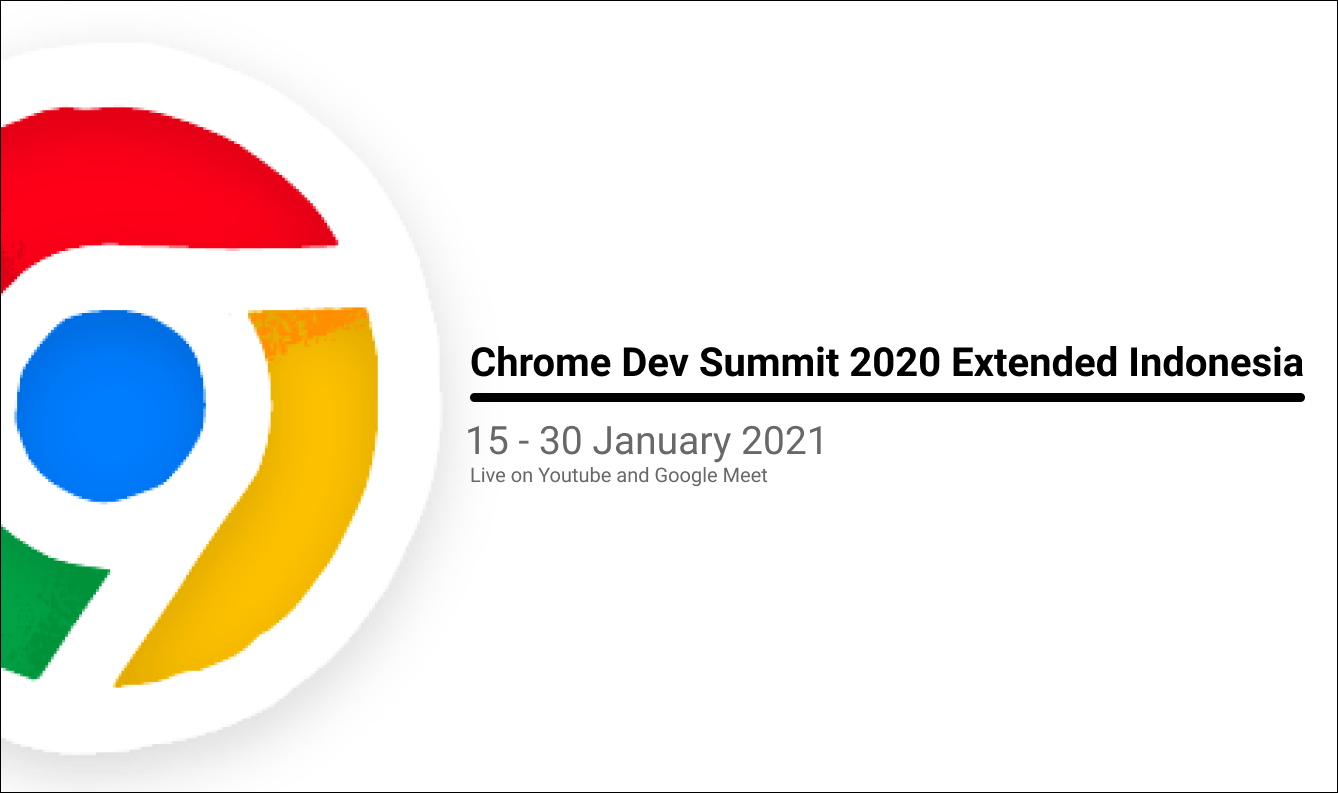 Chrome Dev Summit 2020 Extended Indonesia
15 - 30 January 2021
Live on Youtube and Google Meet